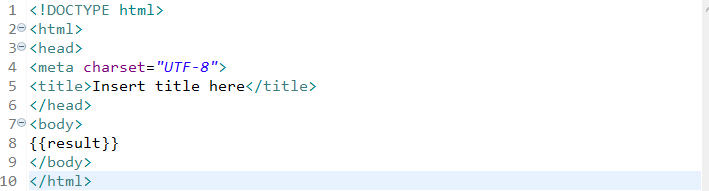 1 <!DOCTYPE html>
2 <html>
3 <head>
4 <meta charset="UTF-8">
5 <title>Insert title here</title>
6 </head>
7 <body>
8 {{result}}
9 </body>
10 </html>